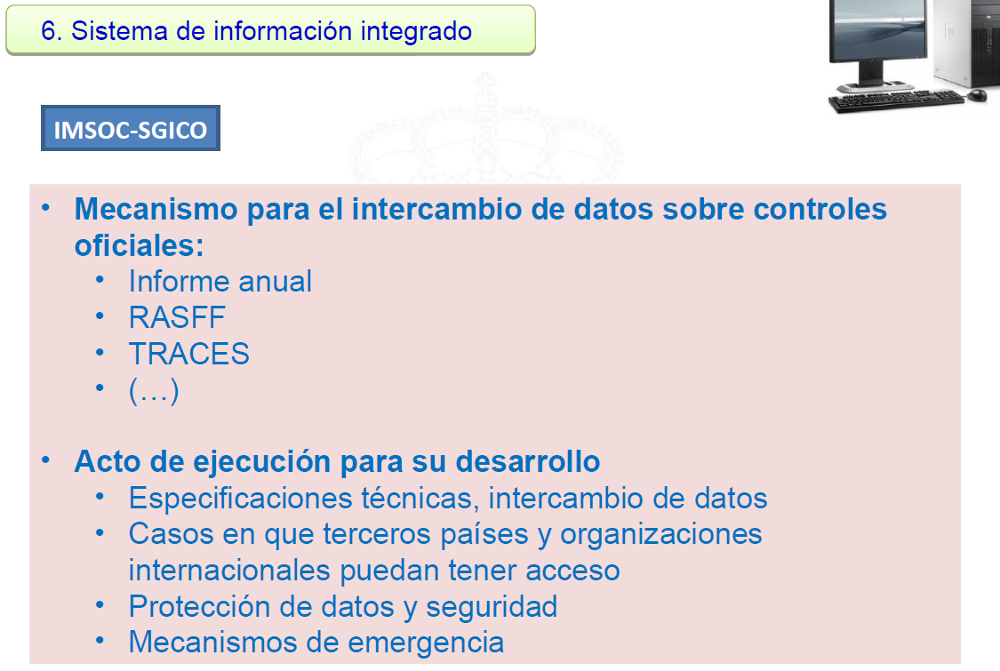 6. Sistema de información integrado
IMSOC-SGICO
• Mecanismo para el intercambio de datos sobre controles
oficiales:
• Informe anual
• RASFF
• TRACES
• (…)
• Acto de ejecución para su desarrollo
• Especificaciones técnicas, intercambio de datos
• Casos en que terceros países y organizaciones
internacionales puedan tener acceso
• Protección de datos y seguridad
• Mecanismos de emergencia